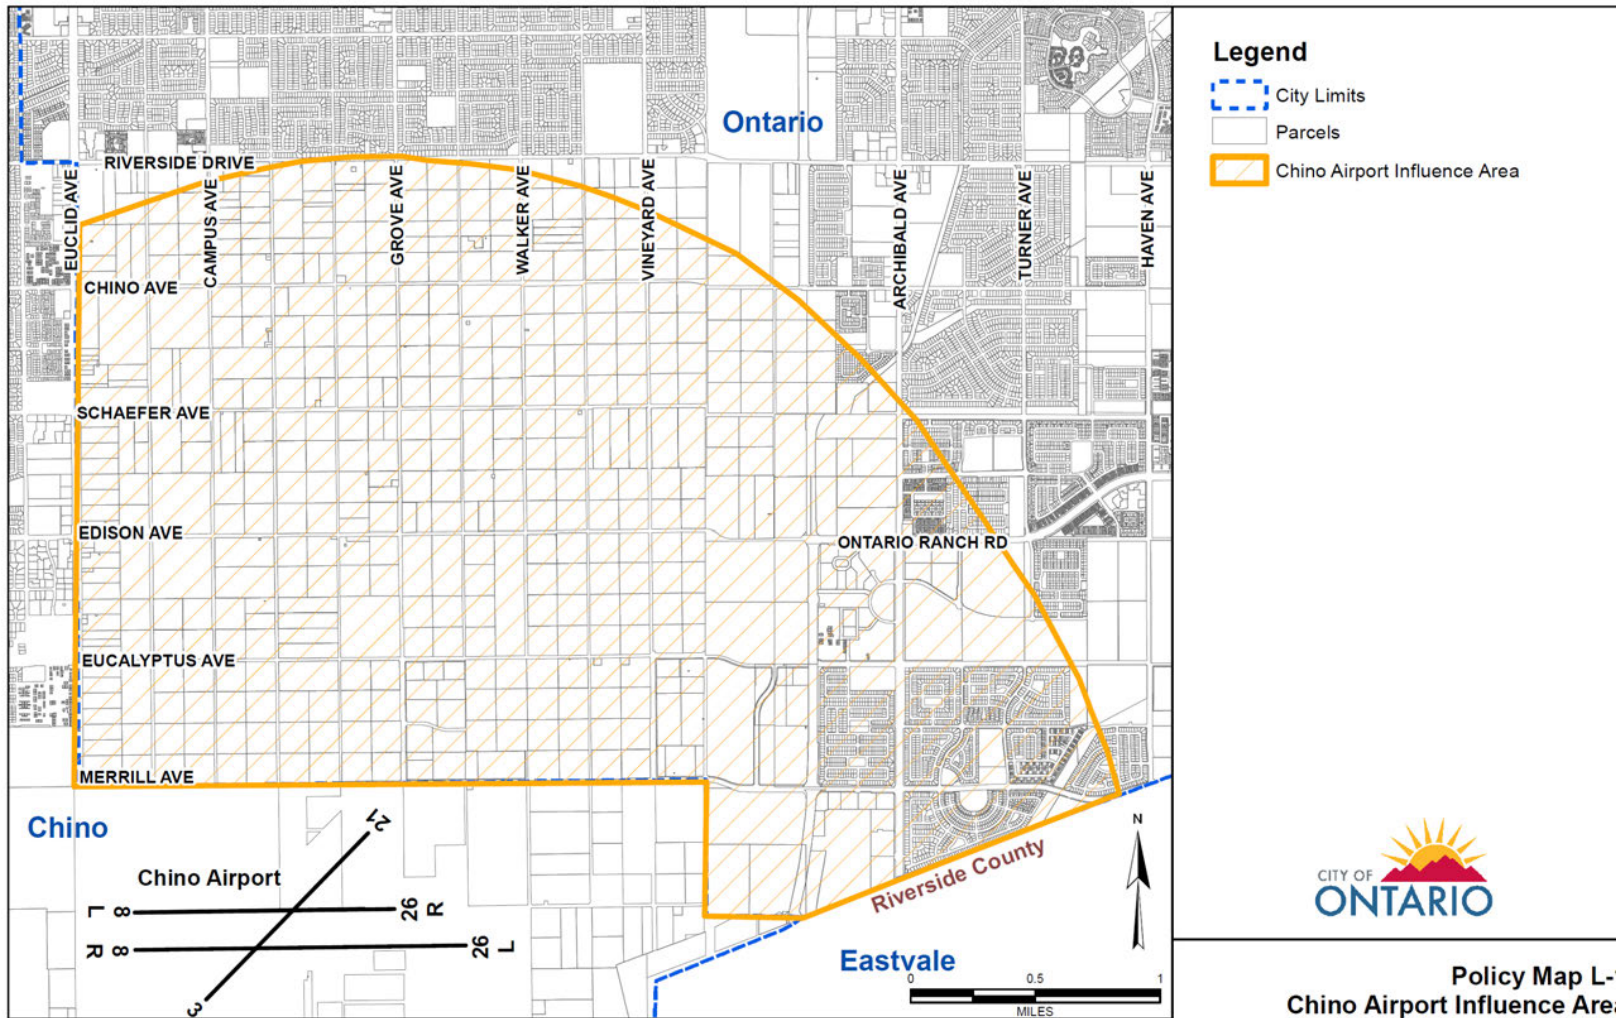 Ontario
RIVERSIDE DRIVE
EUCLID AVE
CAMPUS AVE
GROVE AVE
WALKER AVE
VINEYARD AVE
ARCHIBALD AVE
TURNER AVE
HAVEN AVE
CHINO AVE
SCHAEFER AVE
EDISON AVE
ONTARIO RANCH RD
EUCALYPTUS AVE
MERRILL AVE
Chino
Chino Airport
21
L 8
26 R
R 8
26 L
3
Riverside County
Eastvale
N
0 0.5 1
MILES
Legend
City Limits
Parcels
Chino Airport Influence Area
CITY OF
ONTARIO
Policy Map
Chino Airport Influence Area